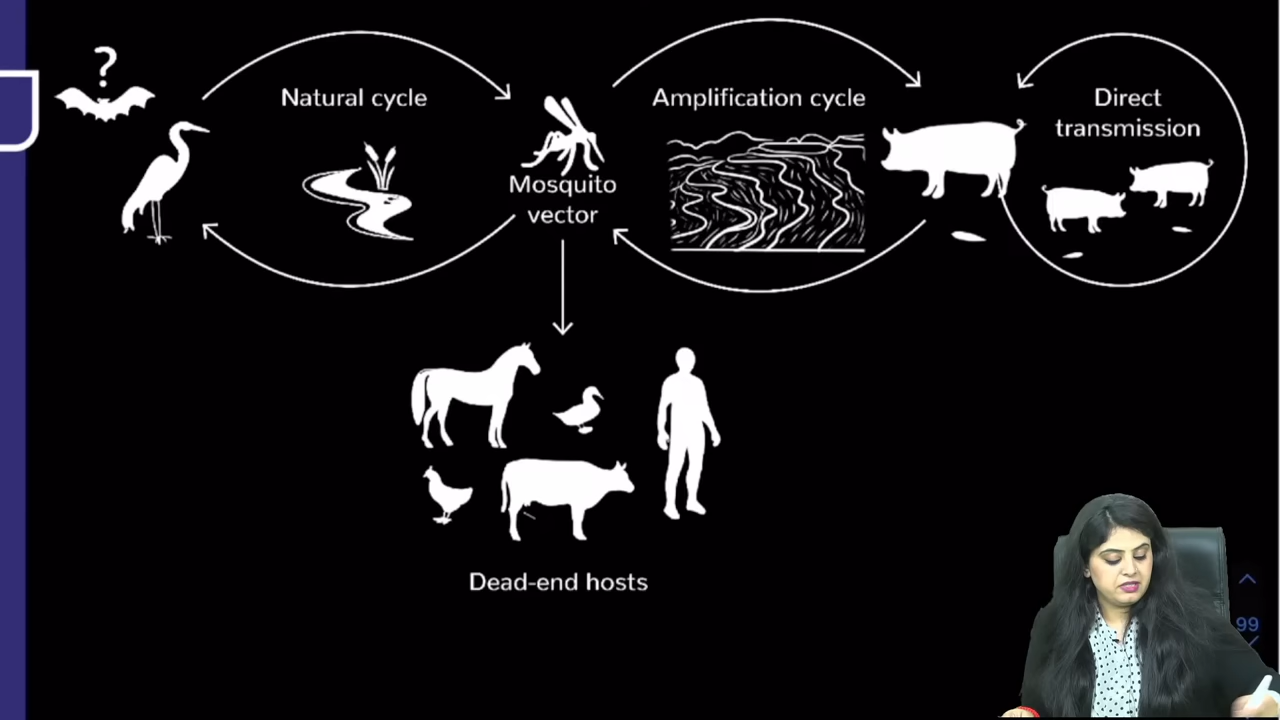 ?
Natural cycle
Mosquito
vector
Amplification cycle
Direct
transmission
Dead-end hosts
99